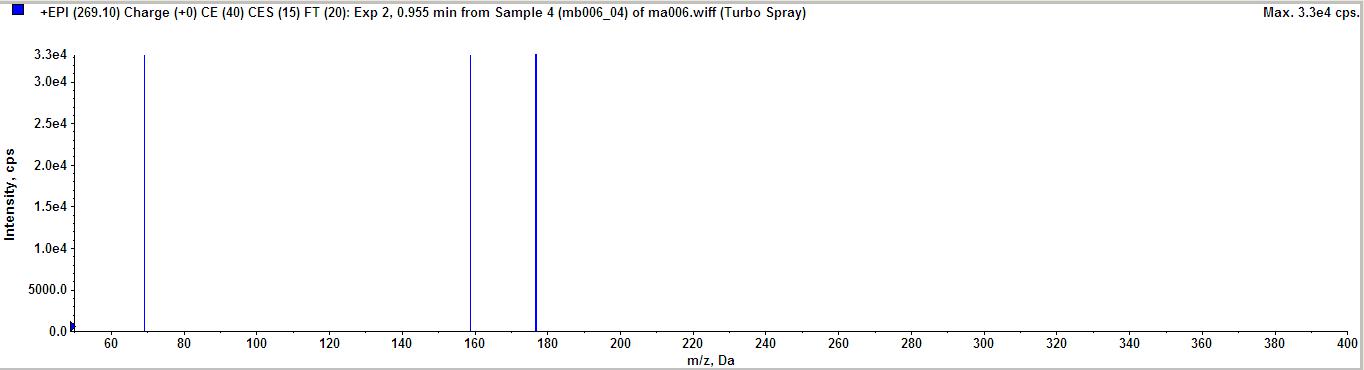 +EPI (269.10) Charge (+0) CE (40) CES (15) FT (20): Exp 2, 0.955 min from Sample 4 (mb006_04) of ma006.wiff (Turbo Spray)
Max. 3.3e4 cps.
Intensity, cps
3.3e4
3.0e4
2.5e4
2.0e4
1.5e4
1.0e4
5000.0
0.0
60 80 100 120 140 160 180 200 220 240 260 280 300 320 340 360 380 400
m/z, Da